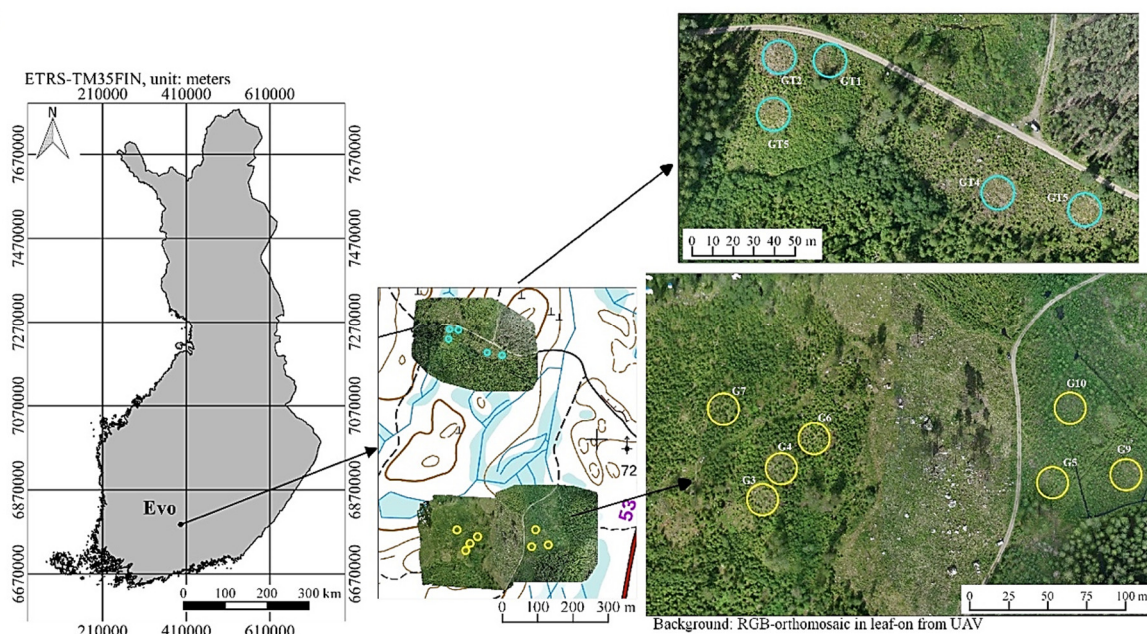 ETRS-TM35FIN, unit: meters
210000 410000 610000
N
7670000 7670000
7470000 7470000
7270000 7270000
7070000 7070000
6870000 6870000
6670000 6670000
Evo
0 100 200 300 km
210000 410000 610000
72
53
0 100 200 300 m
GT2 GT1
GT5
GT4
GT5
0 10 20 30 40 50 m
G7
G6
G4
G3
G10
G5
G9
0 25 50 75 100 m
Background: RGB-orthomosaic in leaf-on from UAV